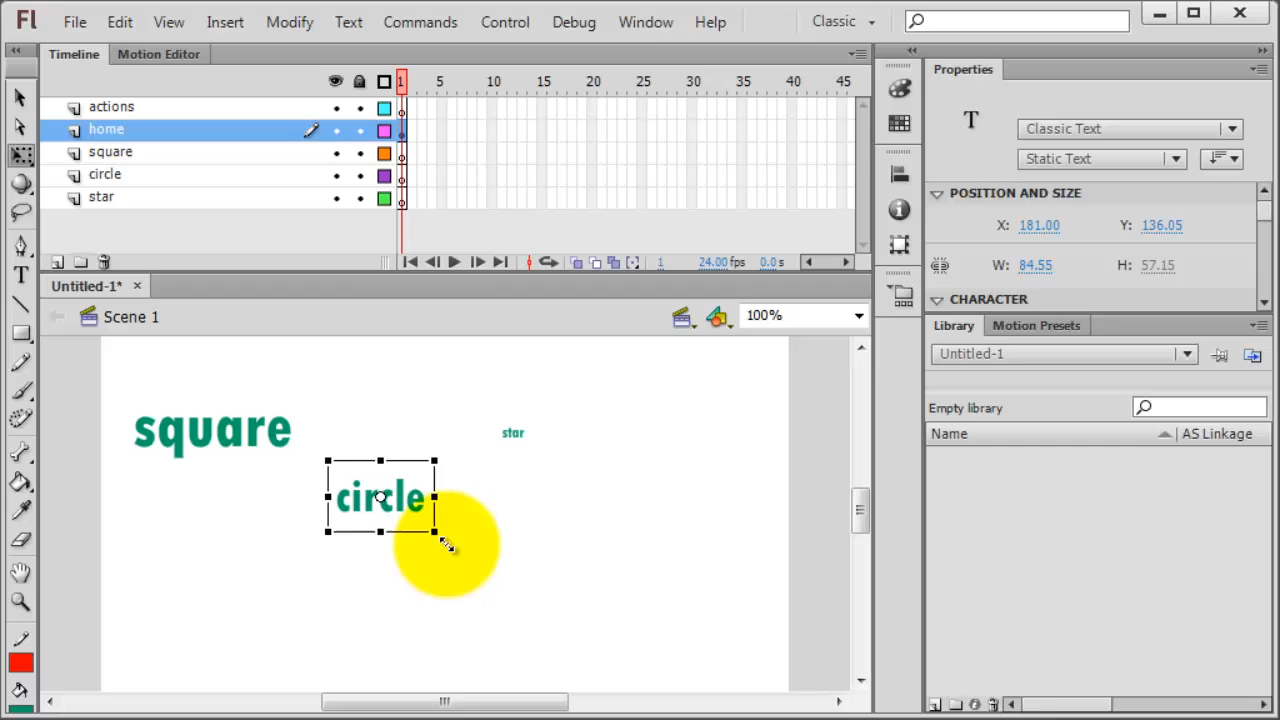 Fl File Edit View Insert Modify Text Commands Control Debug Window Help Classic
Timeline Motion Editor
1 5 10 15 20 25 30 35 40 45
actions
home
square
circle
star
1 24.00 fps 0.0 s
Untitled-1*
Scene 1
100%
square
star
circle
Properties
T Classic Text
Static Text
POSITION AND SIZE
X: 181.00 Y: 136.05
W: 84.55 H: 57.15
CHARACTER
Library Motion Presets
Untitled-1
Empty library
Name AS Linkage